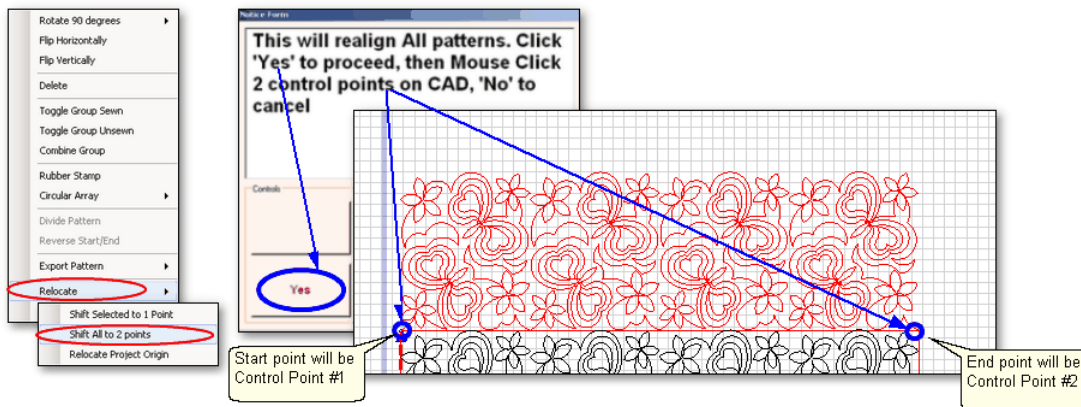 Rotate 90 degrees
Flip Horizontally
Flip Vertically
Delete
Toggle Group Sewn
Toggle Group Unsewn
Combine Group
Rubber Stamp
Circular Array
Divide Pattern
Reverse Start/End
Export Pattern
Relocate
Shift Selected to 1 Point
Shift All to 2 points
Relocate Project Origin
Notice Form
This will realign All patterns. Click
'Yes' to proceed, then Mouse Click
2 control points on CAD, 'No' to
cancel
Controls
Yes
Start point will be
Control Point #1
End point will be
Control Point #2